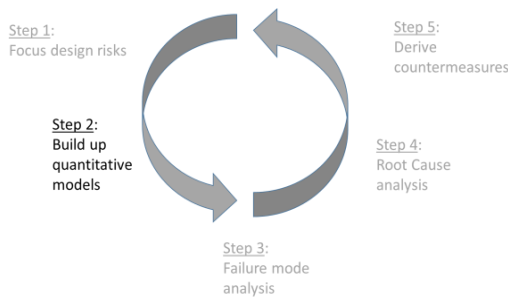 Step 1:
Focus design risks
Step 2:
Build up
quantitative
models
Step 3:
Failure mode
analysis
Step 4:
Root Cause
analysis
Step 5:
Derive
countermeasures